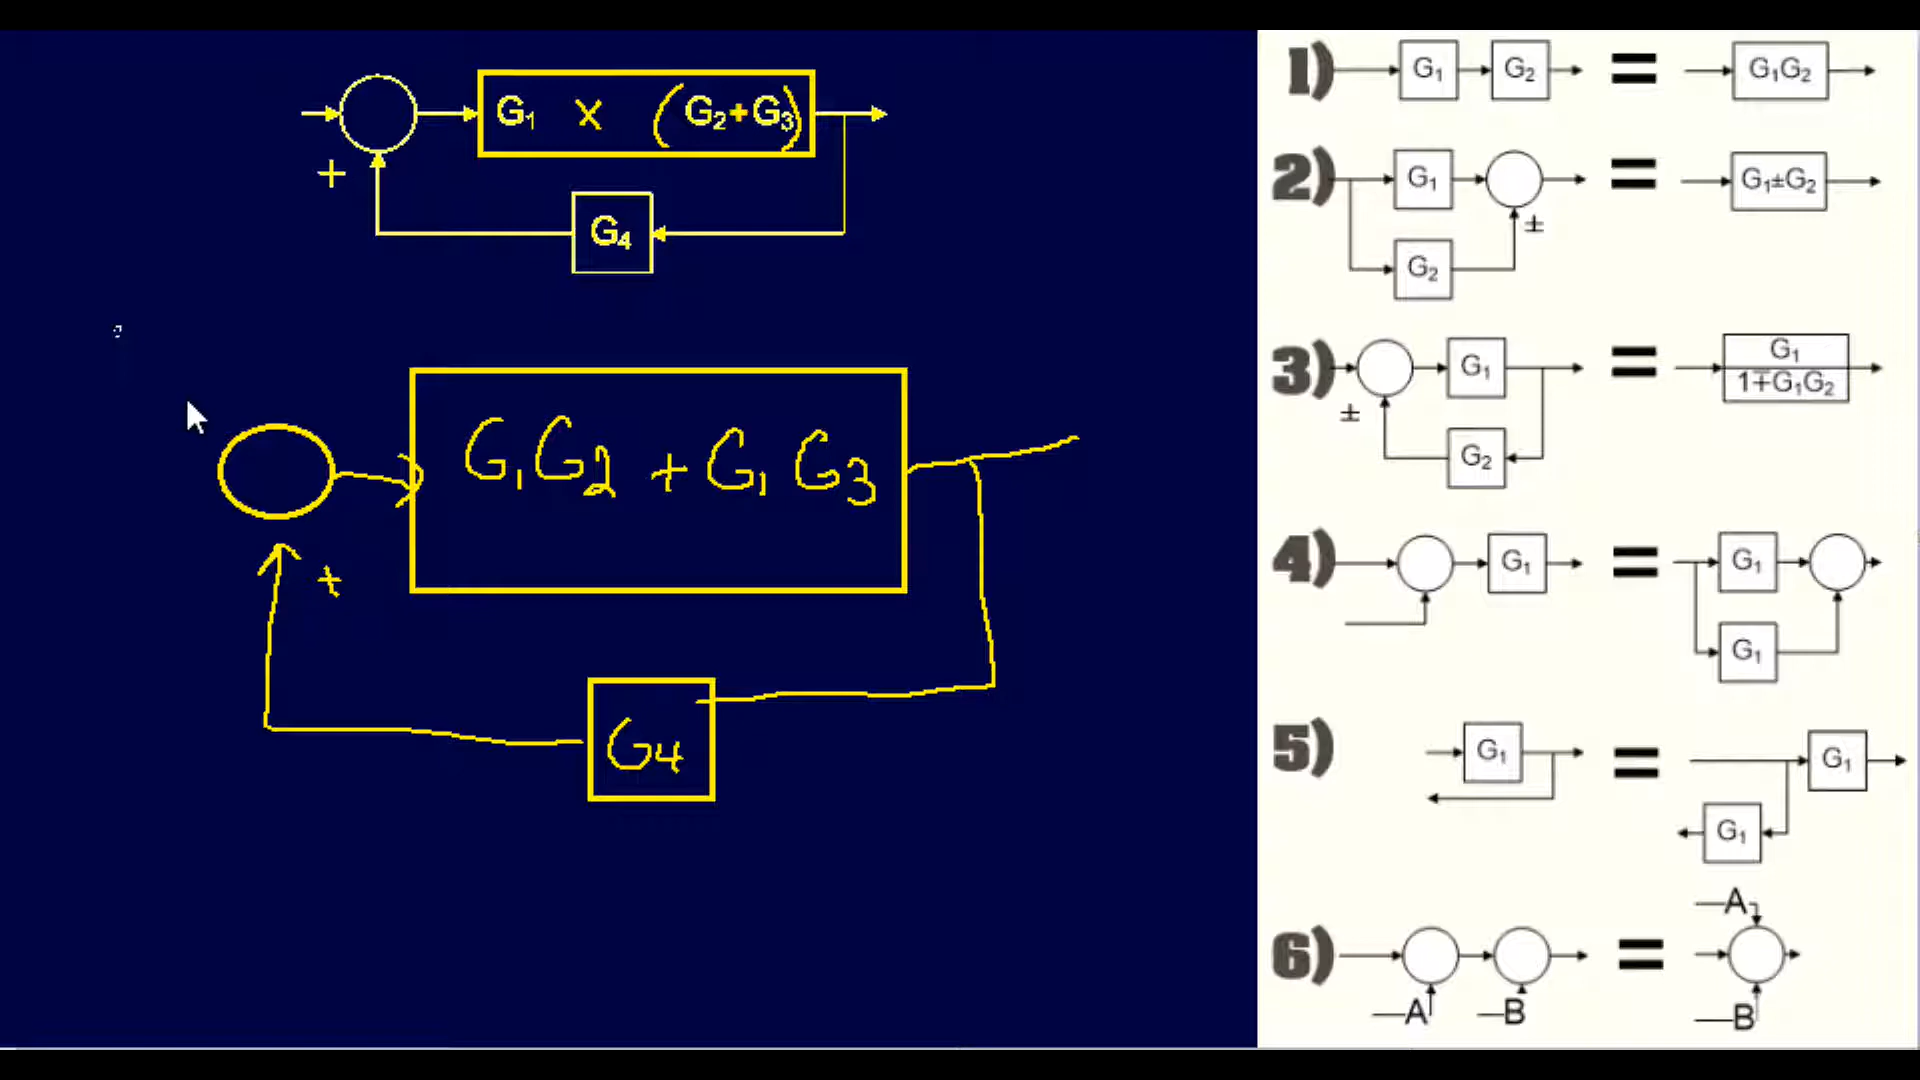 G₁ x (G₂+G₃)
+
G₄
G₁G₂ + G₁G₃
+
G₄
1) G₁ G₂ = G₁G₂
2) G₁ = G₁±G₂
±
G₂
3) G₁ = G₁
1∓G₁G₂
±
G₂
4) G₁ = G₁
G₁
5) G₁ = G₁
G₁
A
6) =
A B
B